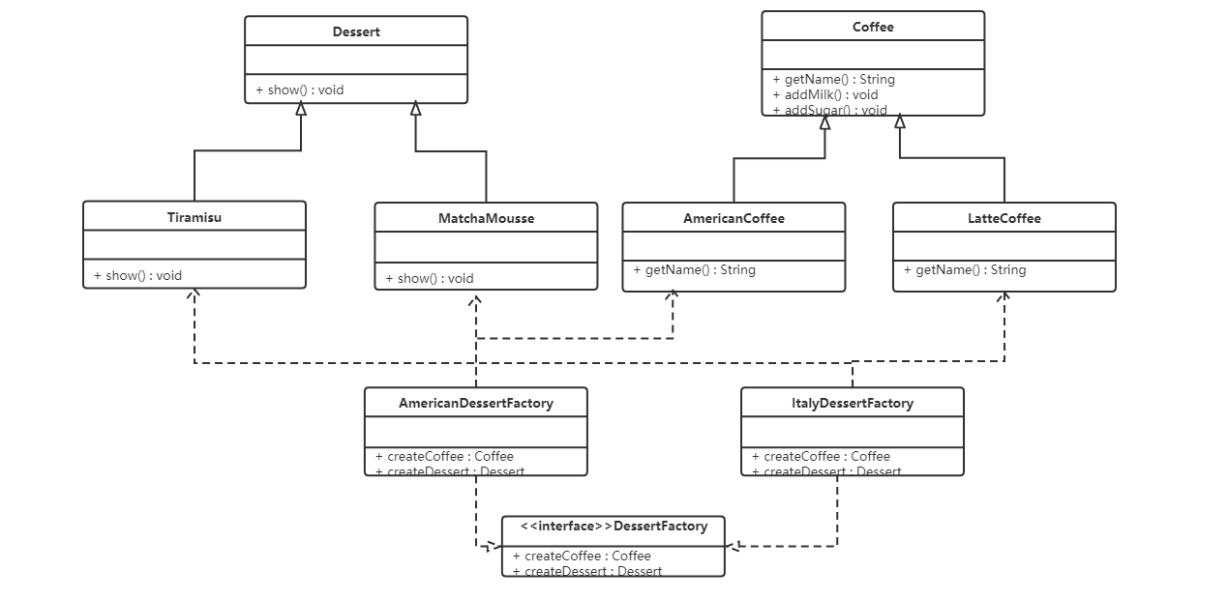 Dessert
+ show() : void
Coffee
+ getName() : String
+ addMilk() : void
+ addSugar() : void
Tiramisu
+ show() : void
MatchaMousse
+ show() : void
AmericanCoffee
+ getName() : String
LatteCoffee
+ getName() : String
AmericanDessertFactory
+ createCoffee : Coffee
+ createDessert : Dessert
ItalyDessertFactory
+ createCoffee : Coffee
+ createDessert : Dessert
<<interface>>DessertFactory
+ createCoffee : Coffee
+ createDessert : Dessert